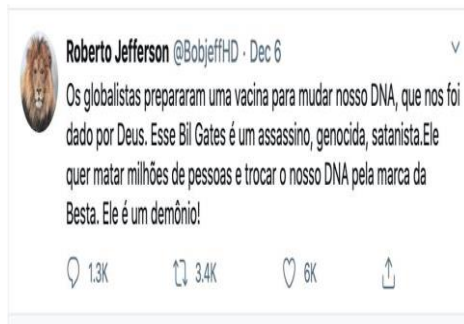 Roberto Jefferson @BobjeffHD · Dec 6
Os globalistas prepararam uma vacina para mudar nosso DNA, que nos foi
dado por Deus. Esse Bil Gates é um assassino, genocida, satanista.Ele
quer matar milhões de pessoas e trocar o nosso DNA pela marca da
Besta. Ele é um demônio!
1.3K 3.4K 6K